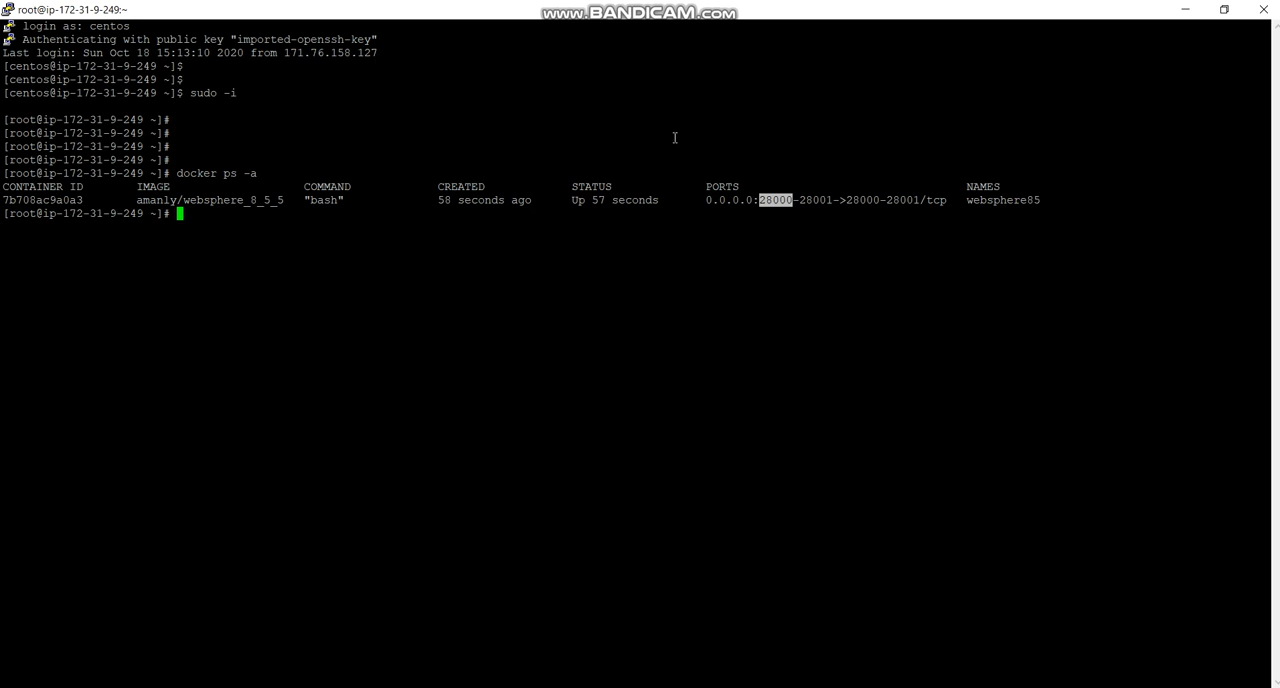 root@ip-172-31-9-249:~
www.BANDICAM.com
login as: centos
Authenticating with public key "imported-openssh-key"
Last login: Sun Oct 18 15:13:10 2020 from 171.76.158.127
[centos@ip-172-31-9-249 ~]$
[centos@ip-172-31-9-249 ~]$
[centos@ip-172-31-9-249 ~]$ sudo -i
[root@ip-172-31-9-249 ~]#
[root@ip-172-31-9-249 ~]#
[root@ip-172-31-9-249 ~]#
[root@ip-172-31-9-249 ~]#
[root@ip-172-31-9-249 ~]# docker ps -a
CONTAINER ID IMAGE COMMAND CREATED STATUS PORTS NAMES
7b708ac9a0a3 amanly/websphere_8_5_5 "bash" 58 seconds ago Up 57 seconds 0.0.0.0:28000-28001->28000-28001/tcp websphere85
[root@ip-172-31-9-249 ~]#